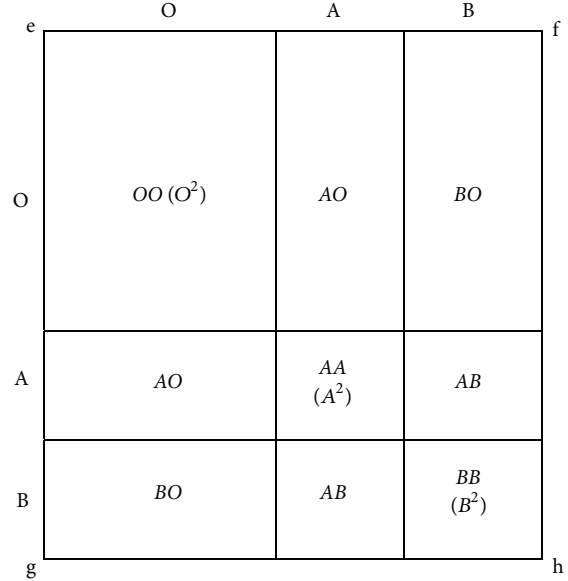 e O A B f
O OO (O²) AO BO
A AO AA (A²) AB
B BO AB BB (B²)
g h